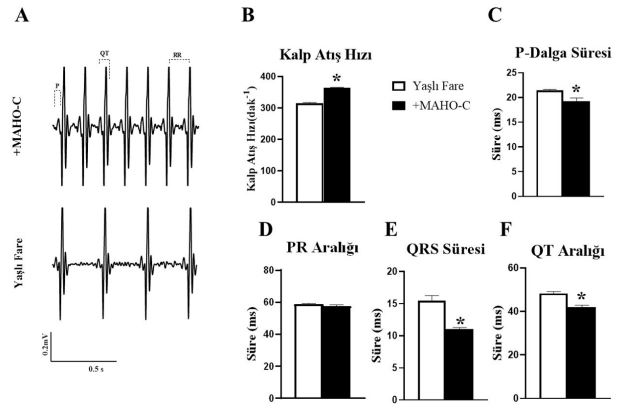 A
P
QT
RR
+MAHO-C
Yaşlı Fare
0.2mV
0.5 s
B
Kalp Atış Hızı
Kalp Atış Hızı(dak⁻¹)
400
300
200
100
0
*
Yaşlı Fare
+MAHO-C
C
P-Dalga Süresi
Süre (ms)
25
20
15
10
5
0
*
D
PR Aralığı
Süre (ms)
80
60
40
20
0
E
QRS Süresi
Süre (ms)
20
15
10
5
0
*
F
QT Aralığı
Süre (ms)
60
40
20
0
*